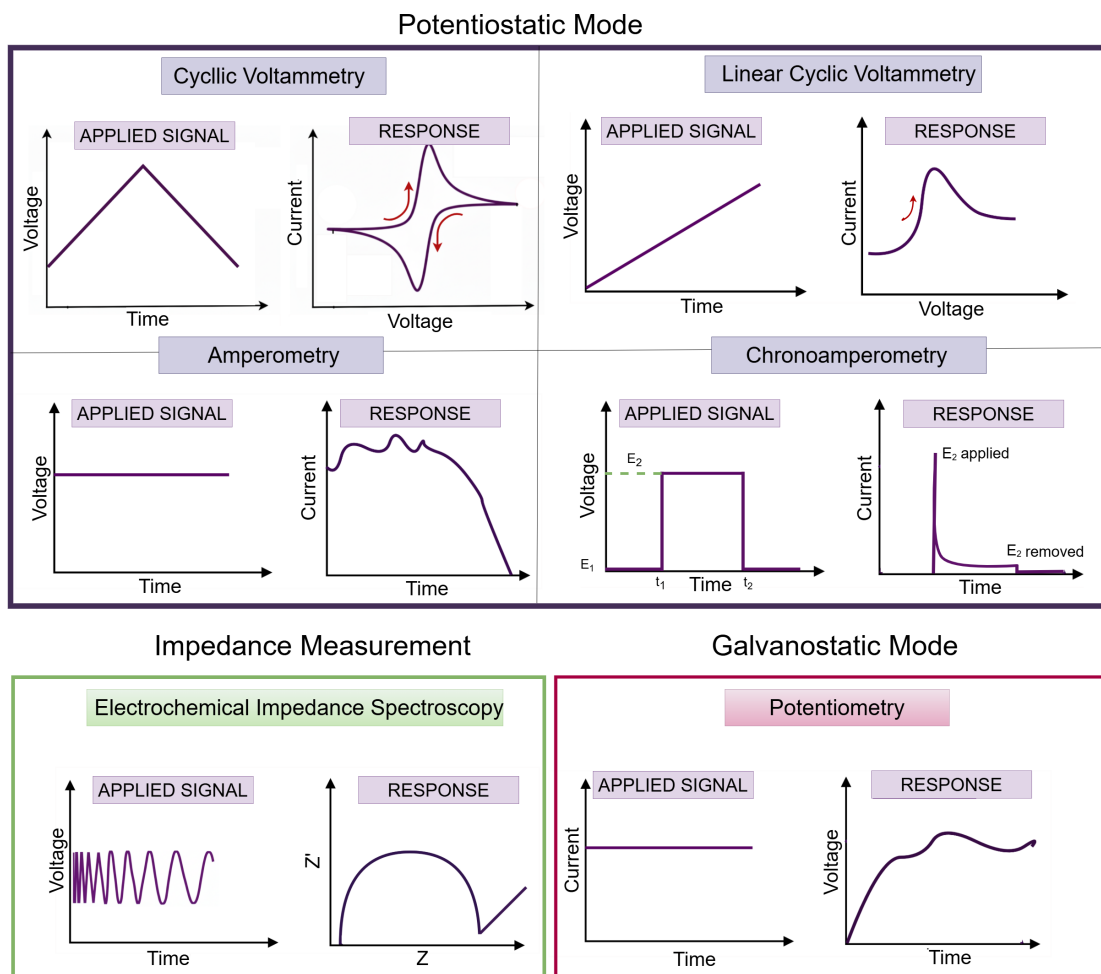 Potentiostatic Mode
Cycllic Voltammetry
Linear Cyclic Voltammetry
APPLIED SIGNAL
RESPONSE
APPLIED SIGNAL
RESPONSE
Voltage
Current
Voltage
Current
Time
Voltage
Time
Voltage
Amperometry
Chronoamperometry
APPLIED SIGNAL
RESPONSE
APPLIED SIGNAL
RESPONSE
Voltage
Current
Voltage
Current
E2
E2 applied
E2 removed
E1
t1
Time
t2
Time
Time
Time
Impedance Measurement
Galvanostatic Mode
Electrochemical Impedance Spectroscopy
Potentiometry
APPLIED SIGNAL
RESPONSE
APPLIED SIGNAL
RESPONSE
Voltage
Z'
Current
Voltage
Time
Z
Time
Time